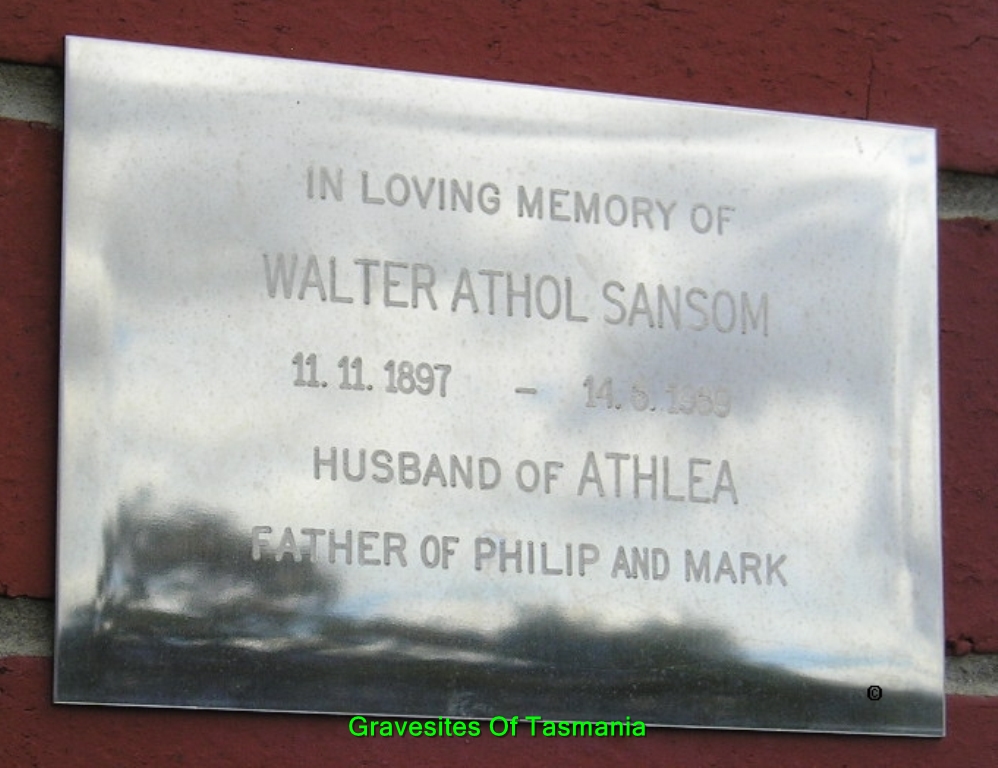 IN LOVING MEMORY OF
WALTER ATHOL SANSOM
11. 11. 1897 –
HUSBAND OF ATHLEA
FATHER OF PHILIP AND MARK
©
Gravesites Of Tasmania